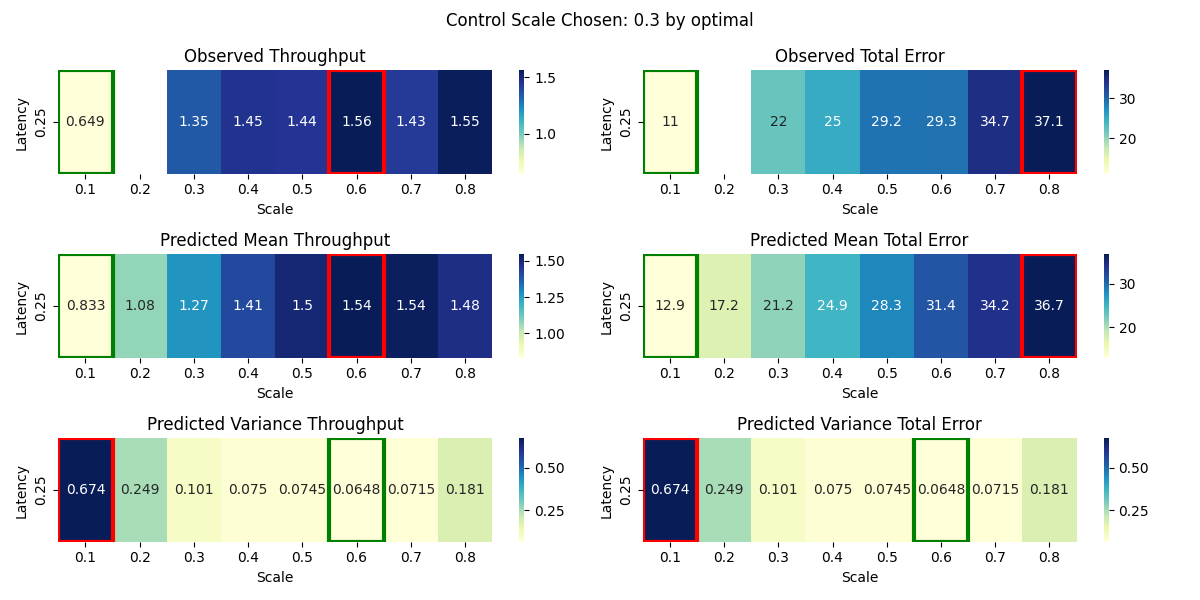 Control Scale Chosen: 0.3 by optimal
Observed Throughput
Latency
0.25
0.649 1.35 1.45 1.44 1.56 1.43 1.55
0.1 0.2 0.3 0.4 0.5 0.6 0.7 0.8
Scale
1.5
1.0
Observed Total Error
Latency
0.25
11 22 25 29.2 29.3 34.7 37.1
0.1 0.2 0.3 0.4 0.5 0.6 0.7 0.8
Scale
30
20
Predicted Mean Throughput
Latency
0.25
0.833 1.08 1.27 1.41 1.5 1.54 1.54 1.48
0.1 0.2 0.3 0.4 0.5 0.6 0.7 0.8
Scale
1.50
1.25
1.00
Predicted Mean Total Error
Latency
0.25
12.9 17.2 21.2 24.9 28.3 31.4 34.2 36.7
0.1 0.2 0.3 0.4 0.5 0.6 0.7 0.8
Scale
30
20
Predicted Variance Throughput
Latency
0.25
0.674 0.249 0.101 0.075 0.0745 0.0648 0.0715 0.181
0.1 0.2 0.3 0.4 0.5 0.6 0.7 0.8
Scale
0.50
0.25
Predicted Variance Total Error
Latency
0.25
0.674 0.249 0.101 0.075 0.0745 0.0648 0.0715 0.181
0.1 0.2 0.3 0.4 0.5 0.6 0.7 0.8
Scale
0.50
0.25